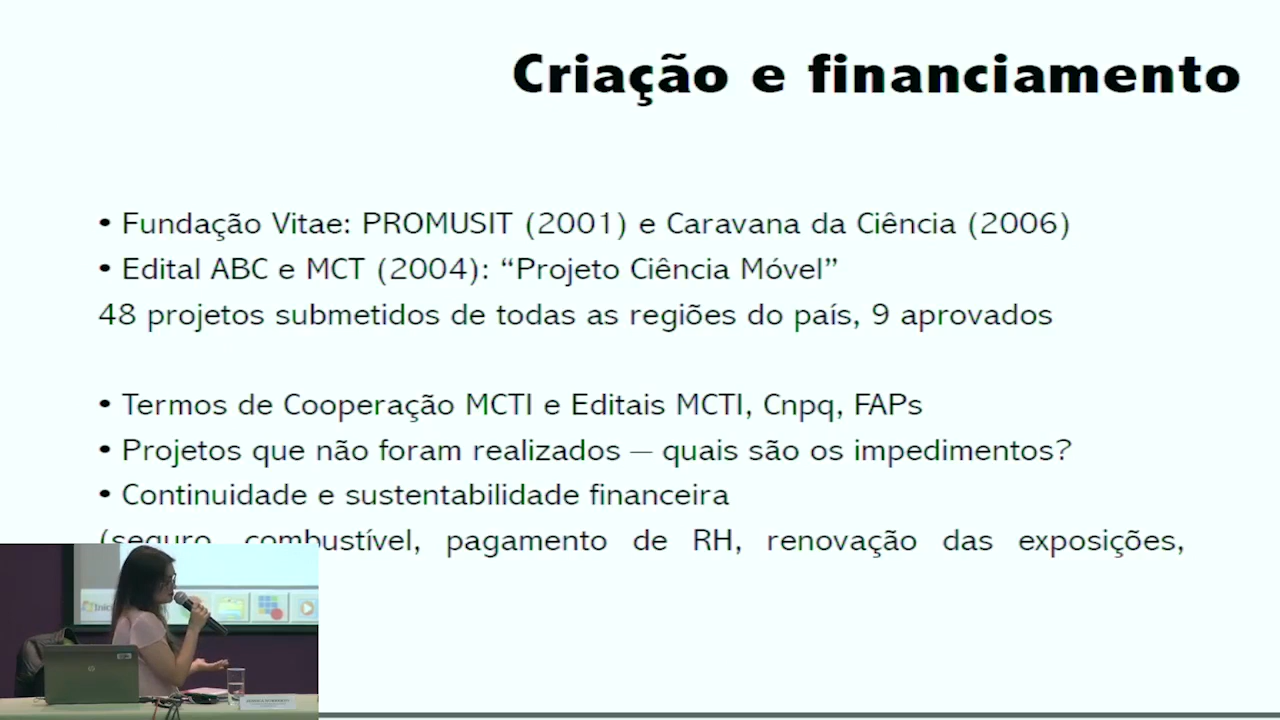 Criação e financiamento
• Fundação Vitae: PROMUSIT (2001) e Caravana da Ciência (2006)
• Edital ABC e MCT (2004): “Projeto Ciência Móvel”
48 projetos submetidos de todas as regiões do país, 9 aprovados
• Termos de Cooperação MCTI e Editais MCTI, Cnpq, FAPs
• Projetos que não foram realizados – quais são os impedimentos?
• Continuidade e sustentabilidade financeira
(seguro, combustível, pagamento de RH, renovação das exposições,